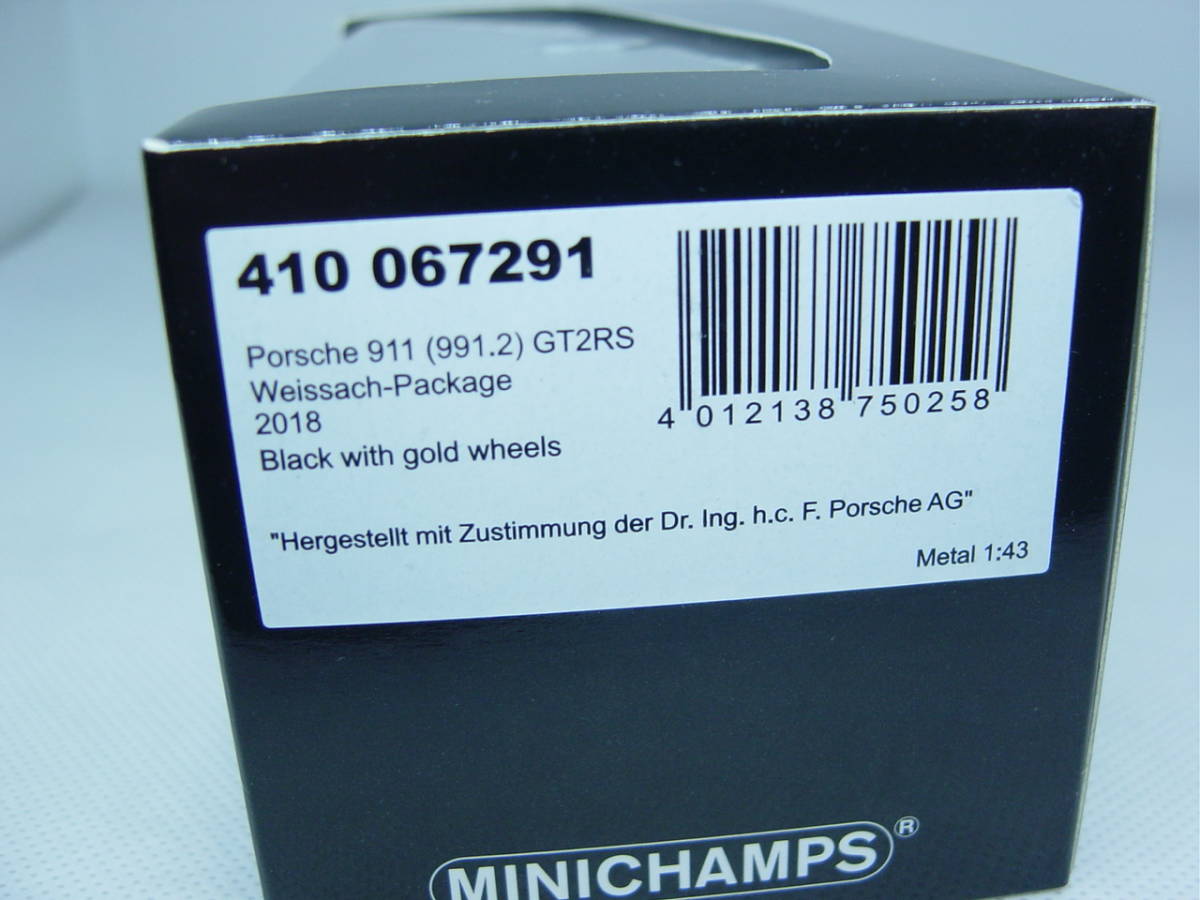 410 067291
Porsche 911 (991.2) GT2RS
Weissach-Package
2018
Black with gold wheels
4 012138 750258
"Hergestellt mit Zustimmung der Dr. Ing. h.c. F. Porsche AG"
Metal 1:43
MINICHAMPS®